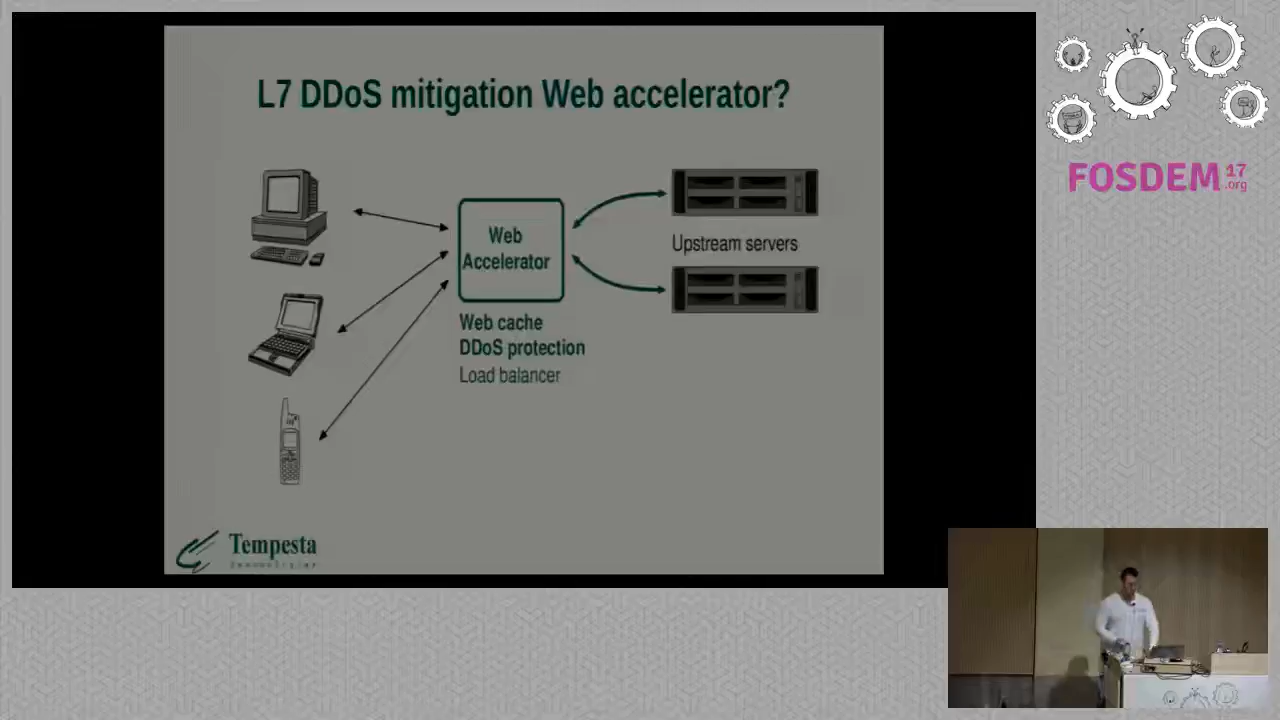 L7 DDoS mitigation Web accelerator?
Web
Accelerator
Upstream servers
Web cache
DDoS protection
Load balancer
Tempesta
Technologies
FOSDEM 17
.org